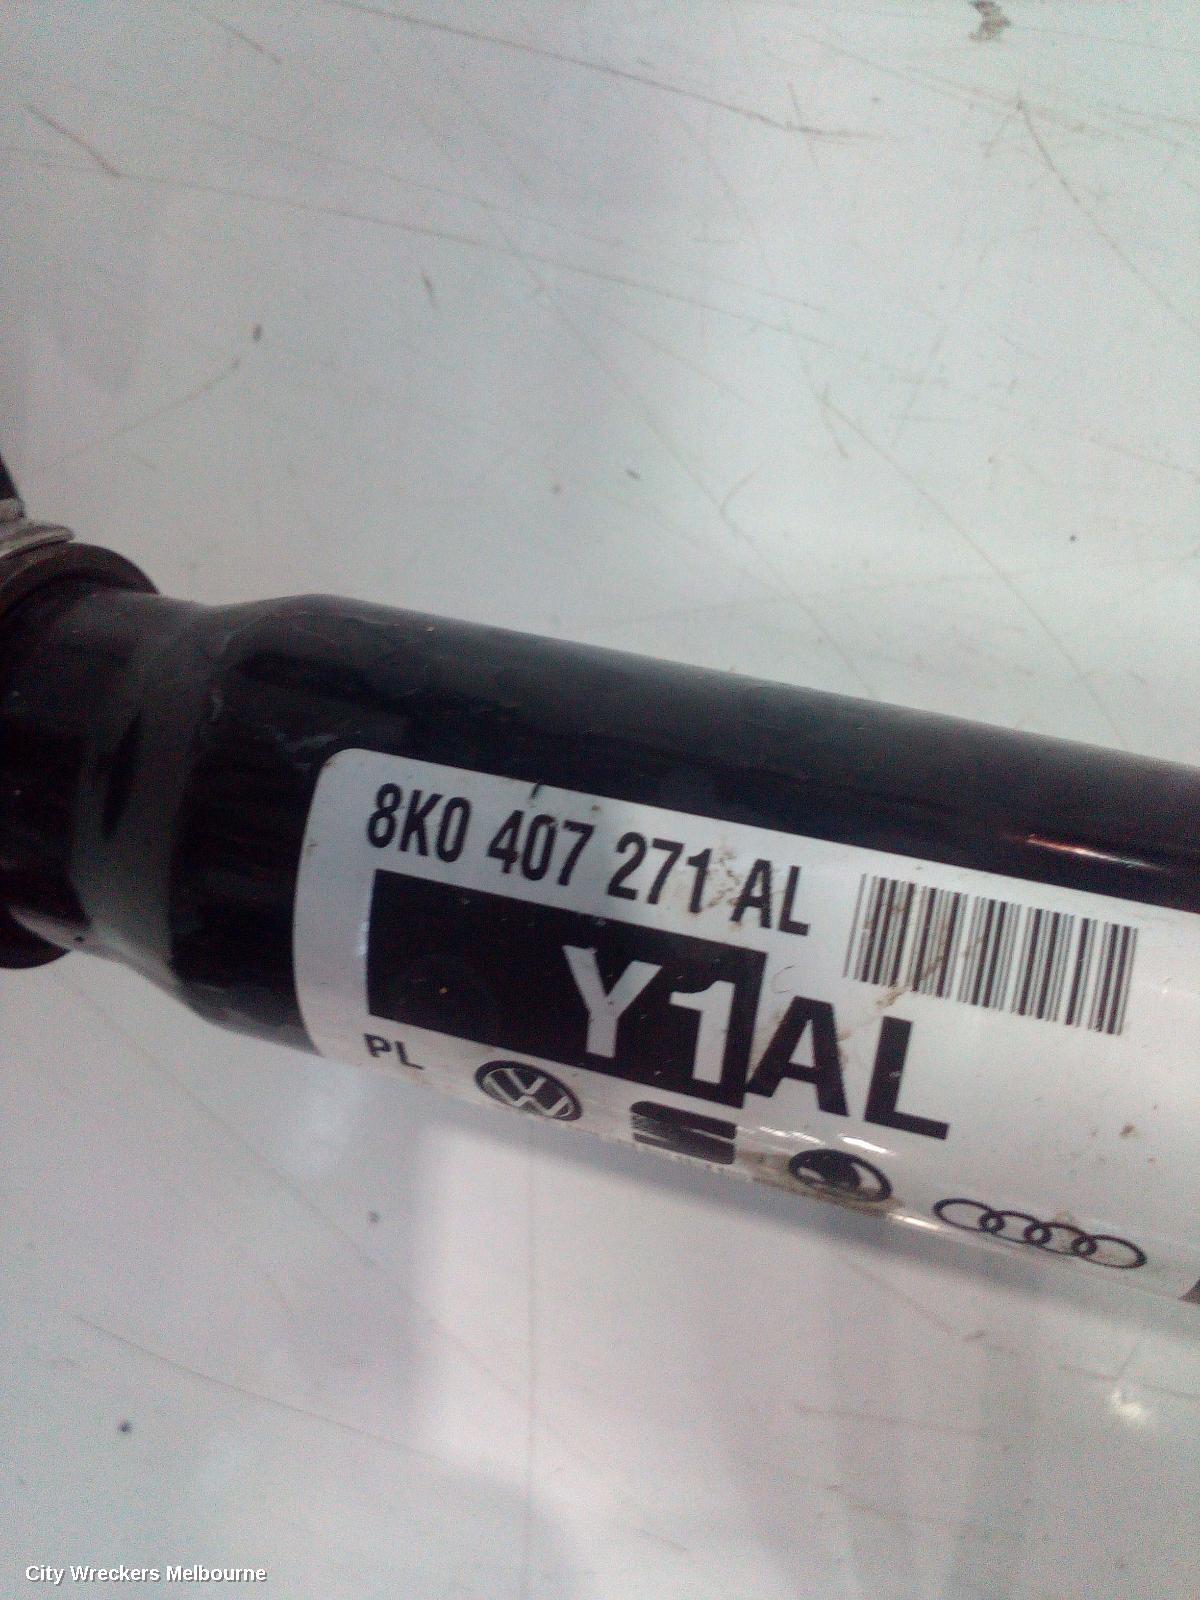 8K0 407 271 AL
Y1AL
PL
City Wreckers Melbourne